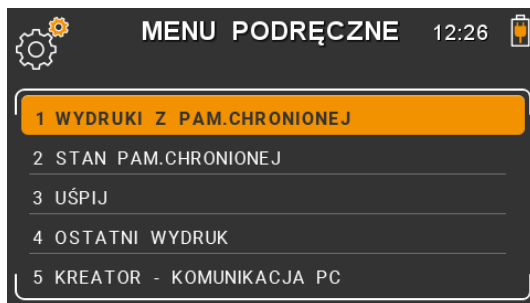 MENU PODRĘCZNE 12:26
1 WYDRUKI Z PAM.CHRONIONEJ
2 STAN PAM.CHRONIONEJ
3 UŚPIJ
4 OSTATNI WYDRUK
5 KREATOR - KOMUNIKACJA PC